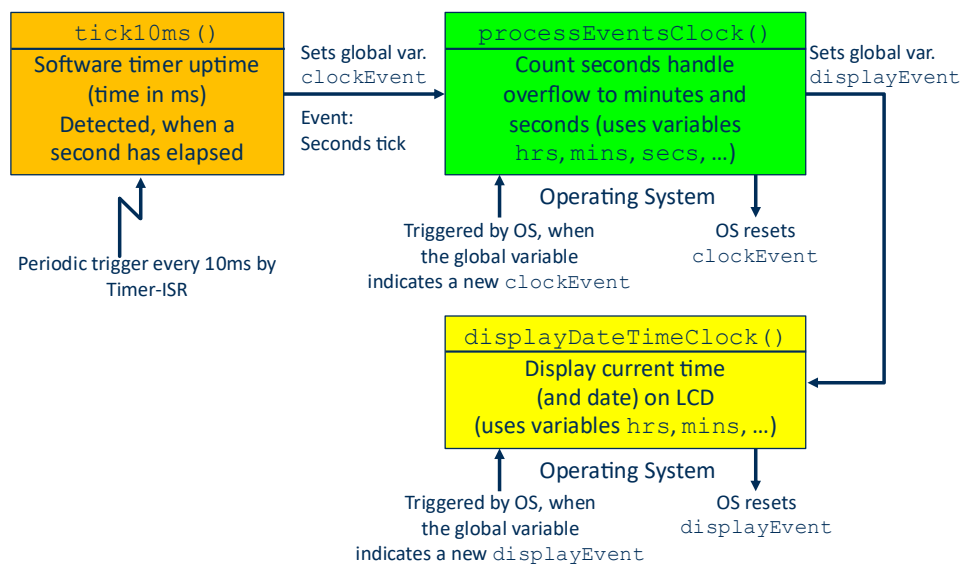 tick10ms()
Software timer uptime
(time in ms)
Detected, when a
second has elapsed
Sets global var.
clockEvent
Event:
Seconds tick
processEventsClock()
Count seconds handle
overflow to minutes and
seconds (uses variables
hrs, mins, secs, …)
Sets global var.
displayEvent
Periodic trigger every 10ms by
Timer-ISR
Operating System
Triggered by OS, when
the global variable
indicates a new clockEvent
OS resets
clockEvent
displayDateTimeClock()
Display current time
(and date) on LCD
(uses variables hrs, mins, …)
Operating System
Triggered by OS, when
the global variable
indicates a new displayEvent
OS resets
displayEvent